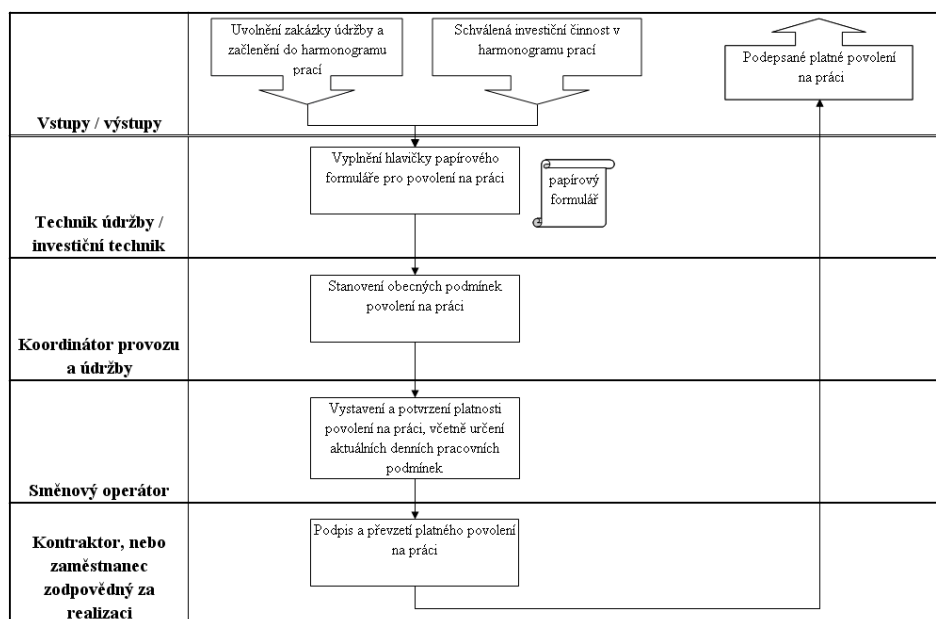 Uvolnění zakázky údržby a
začlenění do harmonogramu
prací
Schválená investiční činnost v
harmonogramu prací
Podepsané platné povolení
na práci
Vstupy / výstupy
Vyplnění hlavičky papírového
formuláře pro povolení na práci
papírový
formulář
Technik údržby /
investiční technik
Stanovení obecných podmínek
povolení na práci
Koordinátor provozu
a údržby
Vystavení a potvrzení platnosti
povolení na práci, včetně určení
aktuálních denních pracovních
podmínek
Směnový operátor
Podpis a převzetí platného povolení
na práci
Kontraktor, nebo
zaměstnanec
zodpovědný za
realizaci